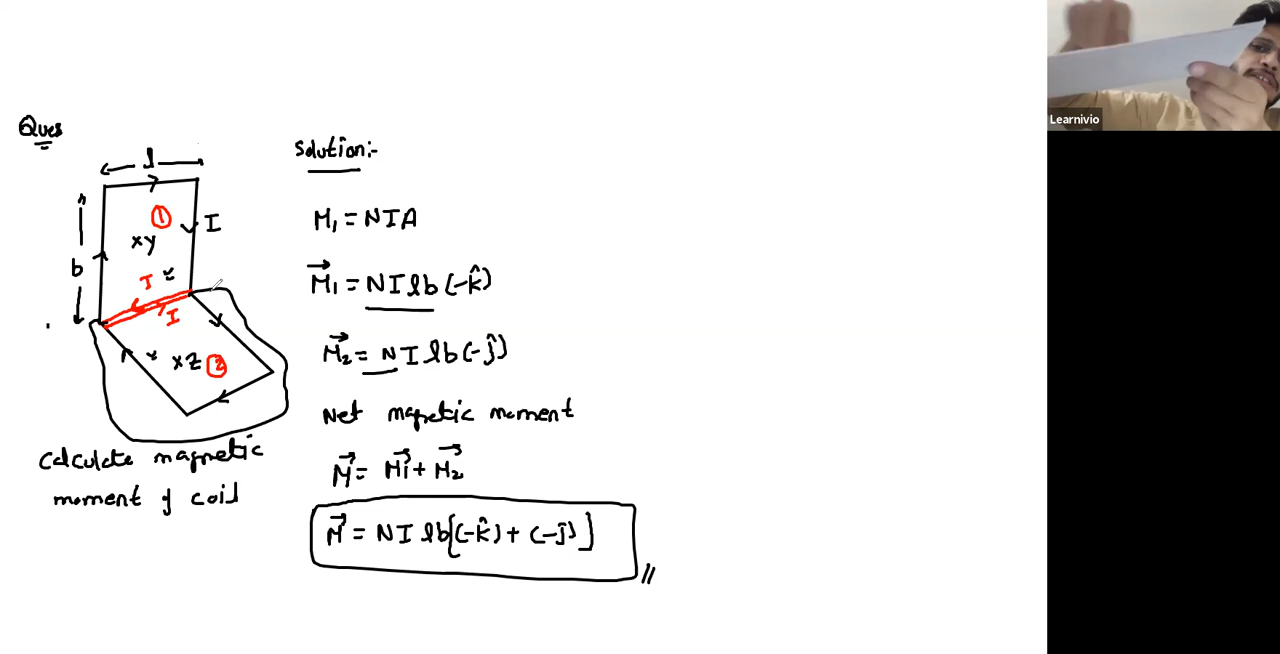 Ques
l
b
I
①
xy
I
I
xz ②
Calculate magnetic
moment of coil
Solution:-
M₁ = NIA
M⃗₁ = NIlb(-k̂)
M⃗₂ = NIlb(-ĵ)
Net magnetic moment
M⃗ = M⃗₁ + M⃗₂
M⃗ = NIlb[(-k̂) + (-ĵ)]
Learnivio